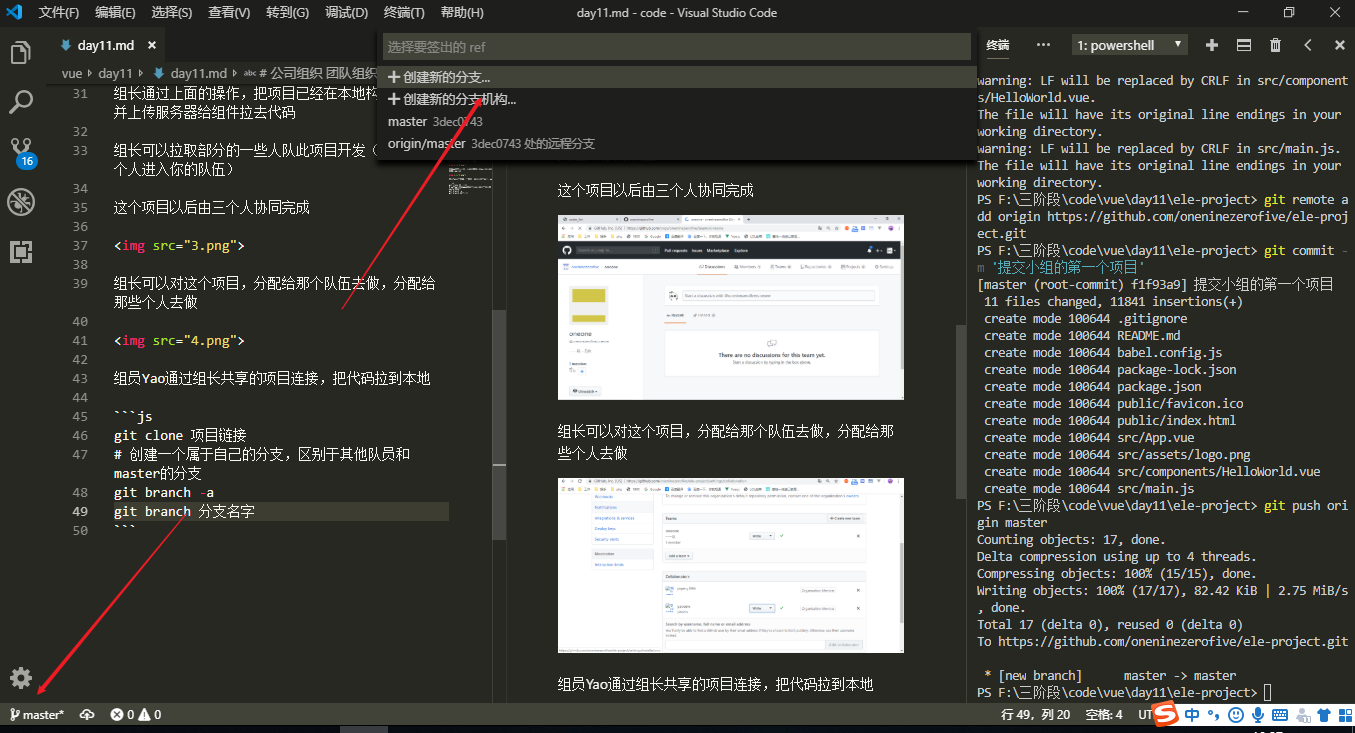 文件(F) 编辑(E) 选择(S) 查看(V) 转到(G) 调试(D) 终端(T) 帮助(H) day11.md - code - Visual Studio Code
day11.md
vue day11 day11.md # 公司组织 团队组织
31 组长通过上面的操作，把项目已经在本地构
并上传服务器给组件拉去代码
32
33 组长可以拉取部分的一些人队此项目开发（
个人进入你的队伍）
34
35 这个项目以后由三个人协同完成
36
37 <img src="3.png">
38
39 组长可以对这个项目，分配给那个队伍去做，分配给
那些个人去做
40
41 <img src="4.png">
42
43 组员Yao通过组长共享的项目连接，把代码拉到本地
44
45 ```js
46 git clone 项目链接
47 # 创建一个属于自己的分支，区别于其他队员和
master的分支
48 git branch -a
49 git branch 分支名字
50 ```
16
选择要签出的 ref
创建新的分支...
创建新的分支机构...
master 3dec0743
origin/master 3dec0743 处的远程分支
这个项目以后由三个人协同完成
Pull requests Issues Marketplace Explore
oneone
There are no discussions for this team yet.
组长可以对这个项目，分配给那个队伍去做，分配给那
些个人去做
Teams
Collaborators
组员Yao通过组长共享的项目连接，把代码拉到本地
终端 ··· 1: powershell
warning: LF will be replaced by CRLF in src/component
s/HelloWorld.vue.
The file will have its original line endings in your
working directory.
warning: LF will be replaced by CRLF in src/main.js.
The file will have its original line endings in your
working directory.
PS F:\三阶段\code\vue\day11\ele-project> git remote a
dd origin https://github.com/oneninezerofive/ele-proj
ect.git
PS F:\三阶段\code\vue\day11\ele-project> git commit -
m '提交小组的第一个项目'
[master (root-commit) f1f93a9] 提交小组的第一个项目
11 files changed, 11841 insertions(+)
create mode 100644 .gitignore
create mode 100644 README.md
create mode 100644 babel.config.js
create mode 100644 package-lock.json
create mode 100644 package.json
create mode 100644 public/favicon.ico
create mode 100644 public/index.html
create mode 100644 src/App.vue
create mode 100644 src/assets/logo.png
create mode 100644 src/components/HelloWorld.vue
create mode 100644 src/main.js
PS F:\三阶段\code\vue\day11\ele-project> git push ori
gin master
Counting objects: 17, done.
Delta compression using up to 4 threads.
Compressing objects: 100% (15/15), done.
Writing objects: 100% (17/17), 82.42 KiB | 2.75 MiB/s
, done.
Total 17 (delta 0), reused 0 (delta 0)
To https://github.com/oneninezerofive/ele-project.git
* [new branch] master -> master
PS F:\三阶段\code\vue\day11\ele-project>
master* 0 0 行 49，列 20 空格: 4 UT 中